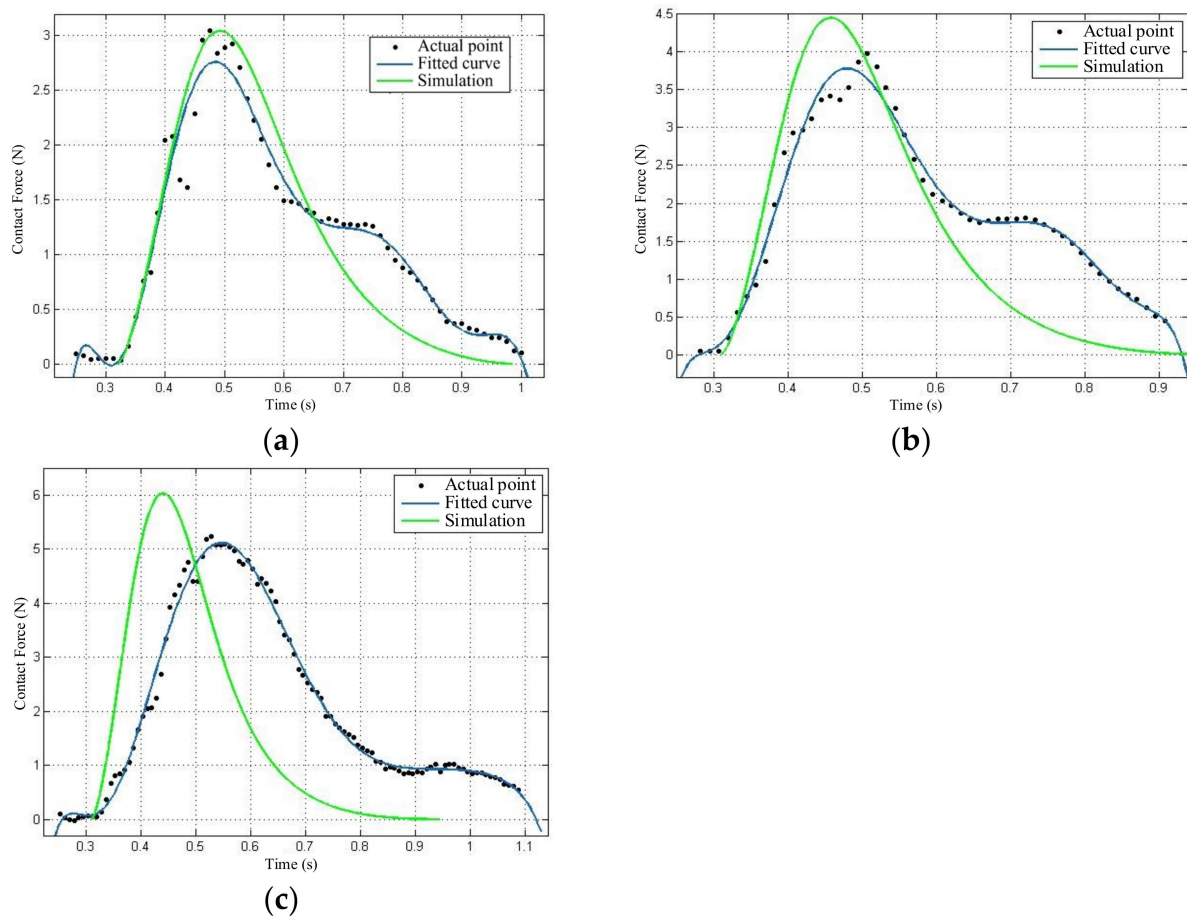 3
2.5
2
1.5
1
0.5
0
Contact Force (N)
Actual point
Fitted curve
Simulation
0.3 0.4 0.5 0.6 0.7 0.8 0.9 1
Time (s)
(a)
4.5
4
3.5
3
2.5
2
1.5
1
0.5
0
Contact Force (N)
Actual point
Fitted curve
Simulation
0.3 0.4 0.5 0.6 0.7 0.8 0.9
Time (s)
(b)
6
5
4
3
2
1
0
Contact Force (N)
Actual point
Fitted curve
Simulation
0.3 0.4 0.5 0.6 0.7 0.8 0.9 1 1.1
Time (s)
(c)